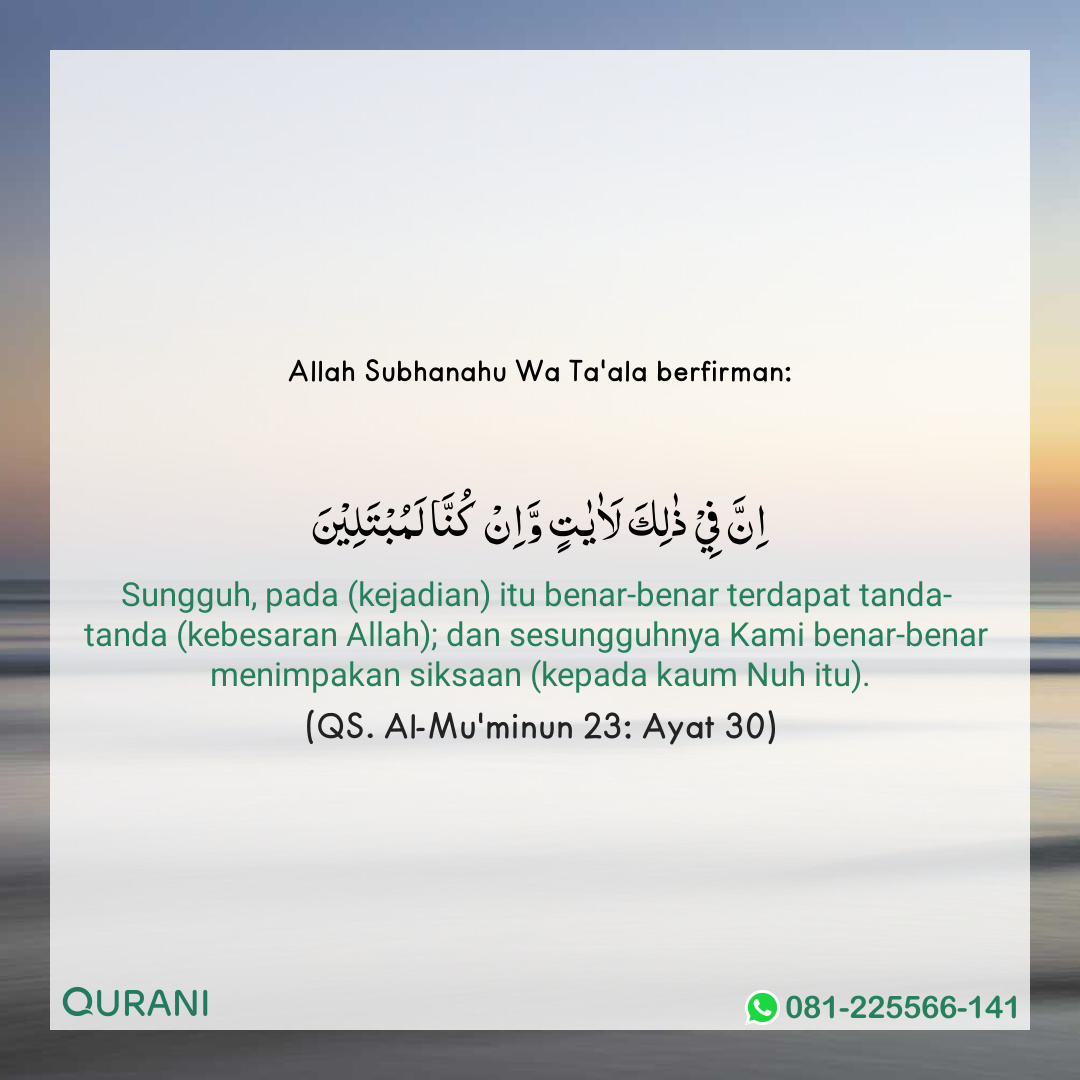 Allah Subhanahu Wa Ta'ala berfirman:
اِنَّ فِيْ ذٰلِكَ لَاٰيٰتٍ وَّاِنْ كُنَّا لَمُبْتَلِيْنَ
Sungguh, pada (kejadian) itu benar-benar terdapat tanda-
tanda (kebesaran Allah); dan sesungguhnya Kami benar-benar
menimpakan siksaan (kepada kaum Nuh itu).
(QS. Al-Mu'minun 23: Ayat 30)
QURANI
081-225566-141